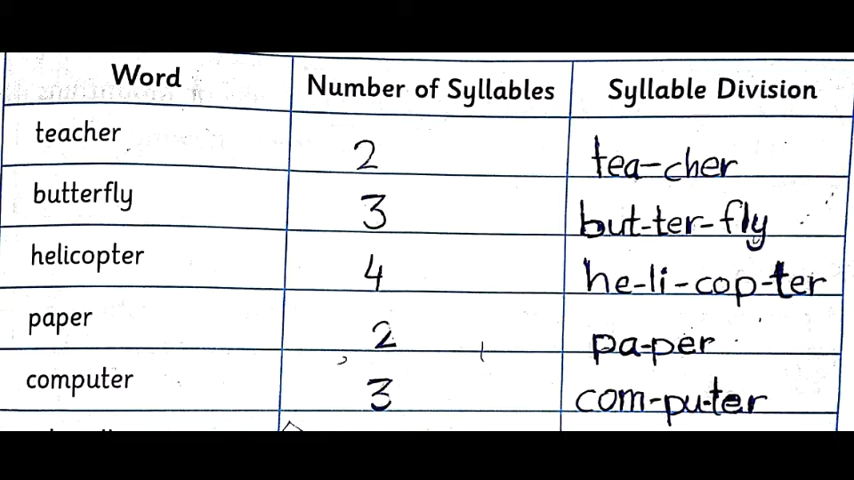 Word Number of Syllables Syllable Division
teacher 2 tea-cher
butterfly 3 but-ter-fly
helicopter 4 he-li-cop-ter
paper 2 pa-per
computer 3 com-pu-ter